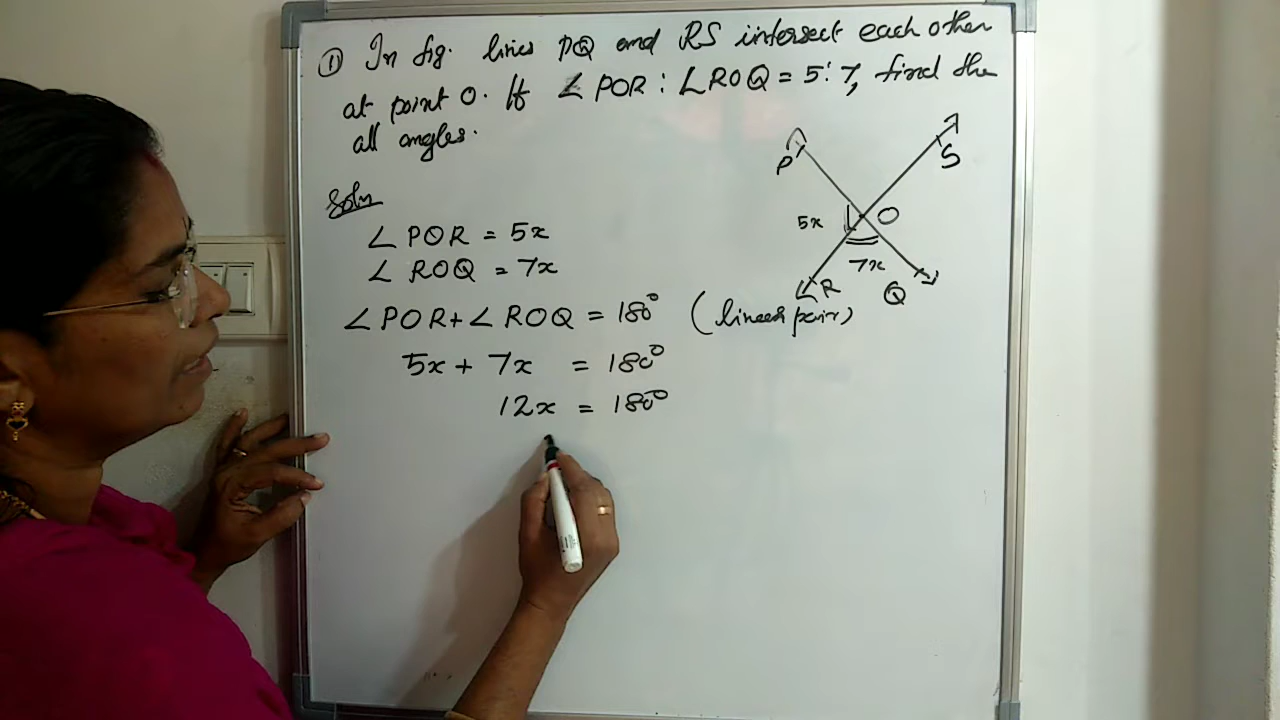 ① In fig. lines PQ and RS intersect each other
at point O. If ∠POR : ∠ROQ = 5:7, find the
all angles.
Soln
∠POR = 5x
∠ROQ = 7x
∠POR+∠ROQ = 180° (linear pair)
5x + 7x = 180°
12x = 180°
P
S
5x
O
7x
R
Q